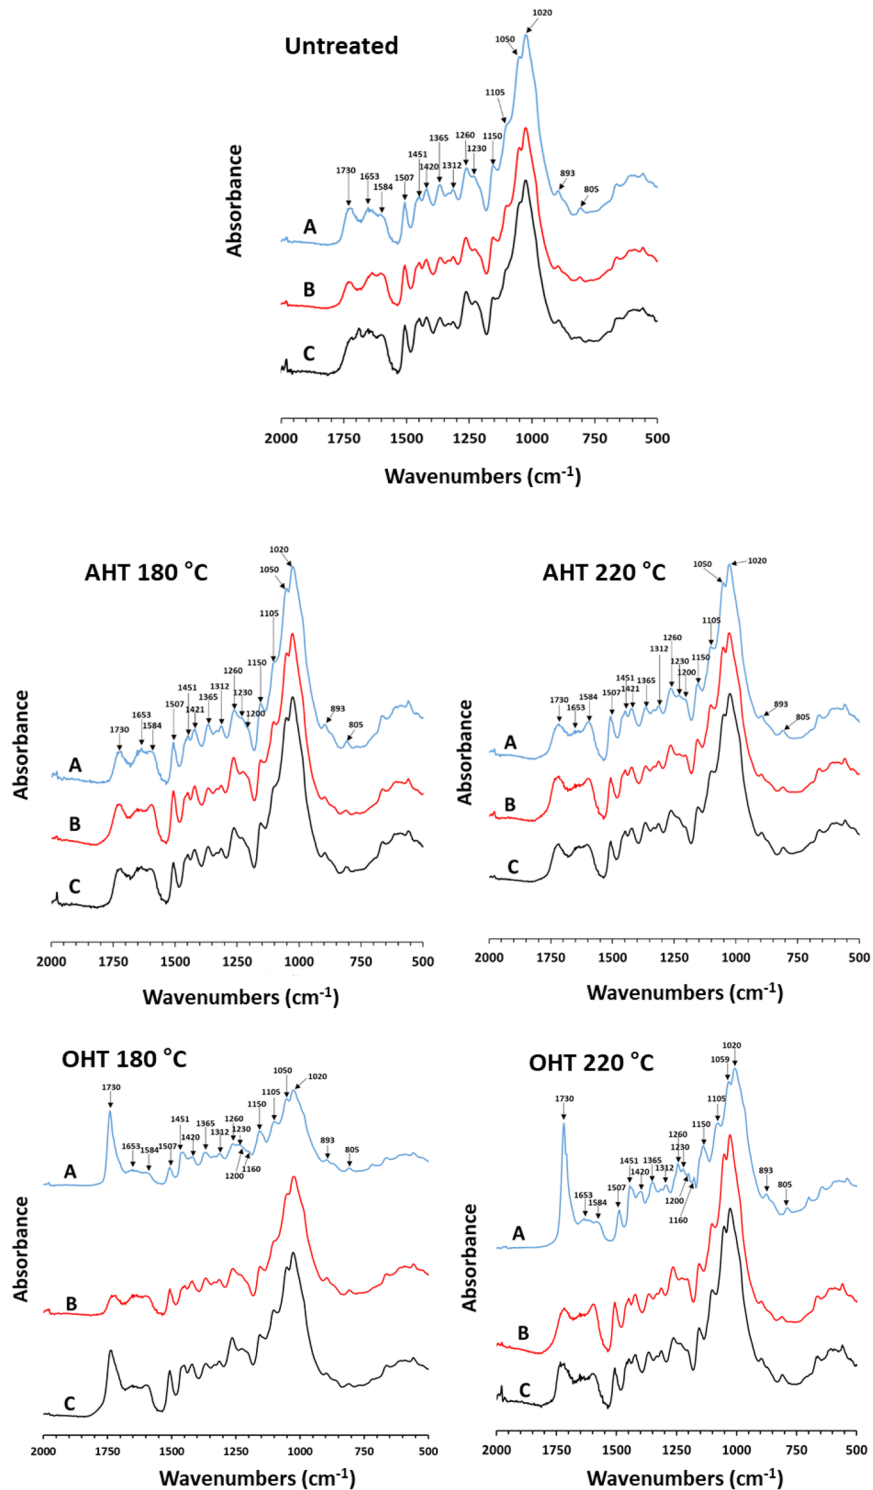 Untreated
Absorbance
1020
1050
1105
1365
1260
1150
1451
1230
1420
1312
1730
1653
1507
893
1584
805
A
B
C
2000 1750 1500 1250 1000 750 500
Wavenumbers (cm-1)
AHT 180 °C
Absorbance
1020
1050
1105
1150
1260
1451 1312
1230
1365
1507 1421
1200
893
1653
805
1730 1584
A
B
C
2000 1750 1500 1250 1000 750 500
Wavenumbers (cm-1)
AHT 220 °C
Absorbance
1050 1020
1105
1260
1312
1150
1230
1200
1451
1365
1507 1421
1730 1584
1653
893
805
A
B
C
2000 1750 1500 1250 1000 750 500
Wavenumbers (cm-1)
OHT 180 °C
Absorbance
1050
1020
1730
1105
1150
1451 1260
1365 1230
1312
1420
1507
893
1653
1584
805
1200 1160
A
B
C
2000 1750 1500 1250 1000 750 500
Wavenumbers (cm-1)
OHT 220 °C
Absorbance
1020
1059
1730
1105
1150
1260
1230
1451 1365
1420 1312
893
1507
805
1653
1584
1200
1160
A
B
C
2000 1750 1500 1250 1000 750 500
Wavenumbers (cm-1)